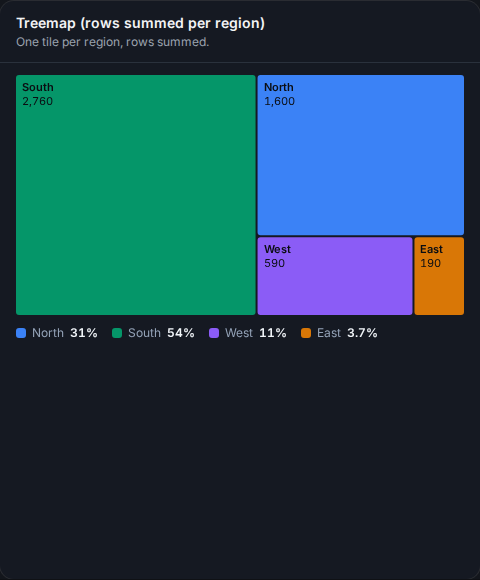 Treemap (rows summed per region)
One tile per region, rows summed.
South
2,760
North
1,600
West
590
East
190
North 31% South 54% West 11% East 3.7%